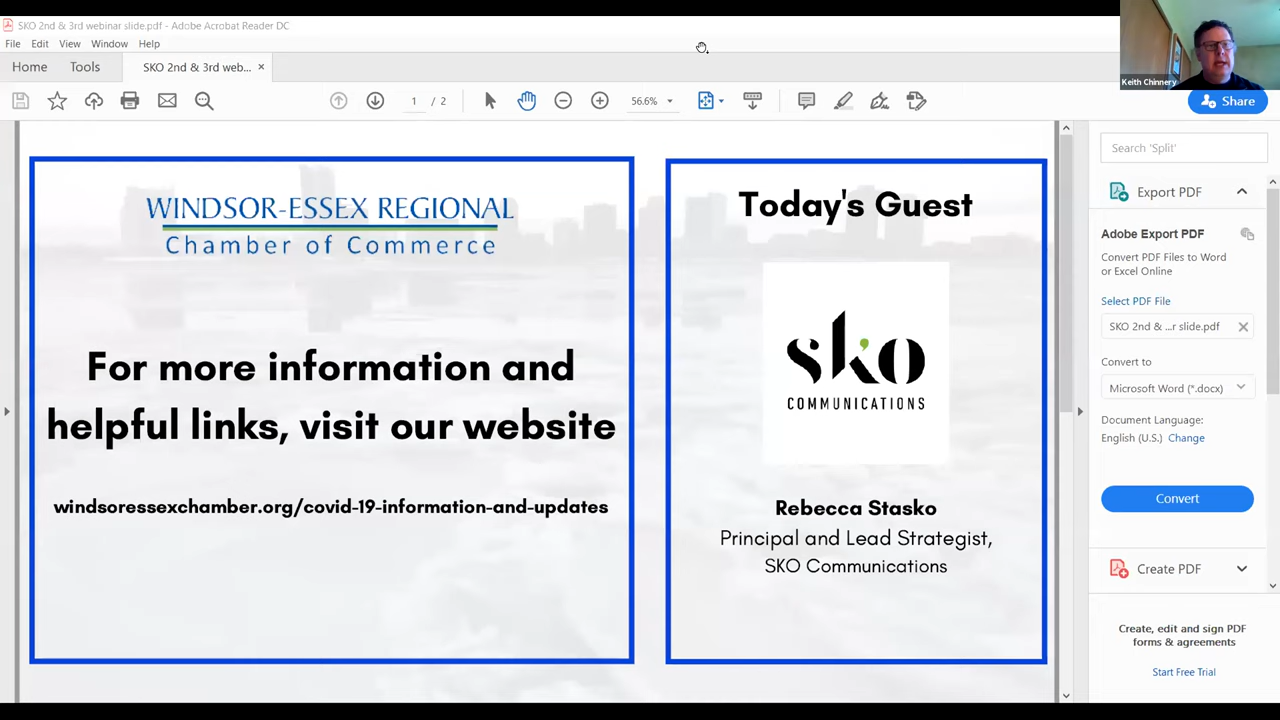 SKO 2nd & 3rd webinar slide.pdf - Adobe Acrobat Reader DC
File Edit View Window Help
Home Tools SKO 2nd & 3rd web... ×
1 / 2 56.6%
Keith Chinnery
Share
WINDSOR-ESSEX REGIONAL
Chamber of Commerce
For more information and
helpful links, visit our website
windsoressexchamber.org/covid-19-information-and-updates
Today's Guest
sko
COMMUNICATIONS
Rebecca Stasko
Principal and Lead Strategist,
SKO Communications
Search 'Split'
Export PDF
Adobe Export PDF
Convert PDF Files to Word
or Excel Online
Select PDF File
SKO 2nd & ...r slide.pdf
Convert to
Microsoft Word (*.docx)
Document Language:
English (U.S.) Change
Convert
Create PDF
Create, edit and sign PDF
forms & agreements
Start Free Trial